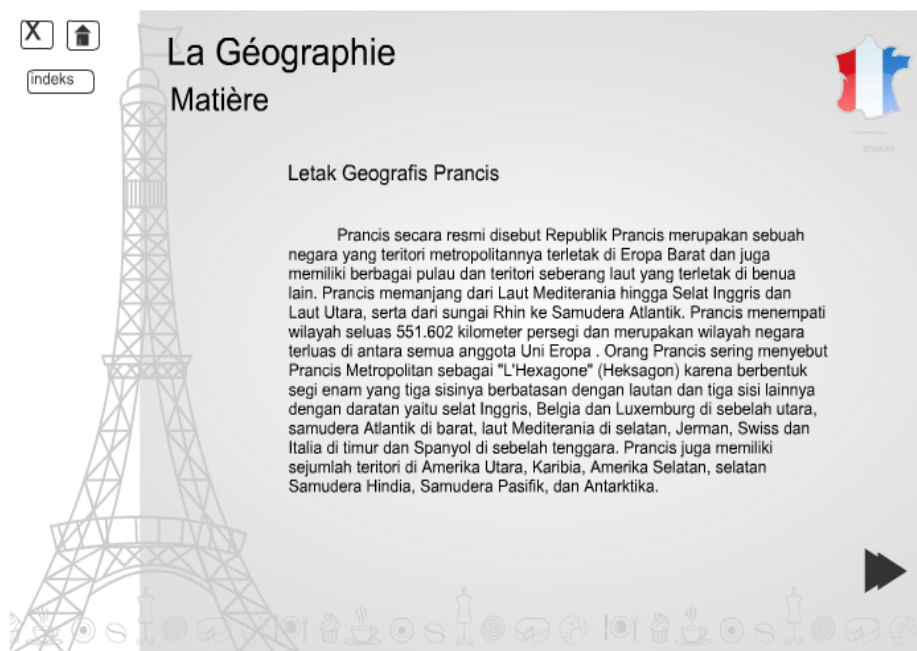 X
indeks
La Géographie
Matière
FRANCE
Letak Geografis Prancis
Prancis secara resmi disebut Republik Prancis merupakan sebuah
negara yang teritori metropolitannya terletak di Eropa Barat dan juga
memiliki berbagai pulau dan teritori seberang laut yang terletak di benua
lain. Prancis memanjang dari Laut Mediterania hingga Selat Inggris dan
Laut Utara, serta dari sungai Rhin ke Samudera Atlantik. Prancis menempati
wilayah seluas 551.602 kilometer persegi dan merupakan wilayah negara
terluas di antara semua anggota Uni Eropa . Orang Prancis sering menyebut
Prancis Metropolitan sebagai "L'Hexagone" (Heksagon) karena berbentuk
segi enam yang tiga sisinya berbatasan dengan lautan dan tiga sisi lainnya
dengan daratan yaitu selat Inggris, Belgia dan Luxemburg di sebelah utara,
samudera Atlantik di barat, laut Mediterania di selatan, Jerman, Swiss dan
Italia di timur dan Spanyol di sebelah tenggara. Prancis juga memiliki
sejumlah teritori di Amerika Utara, Karibia, Amerika Selatan, selatan
Samudera Hindia, Samudera Pasifik, dan Antarktika.